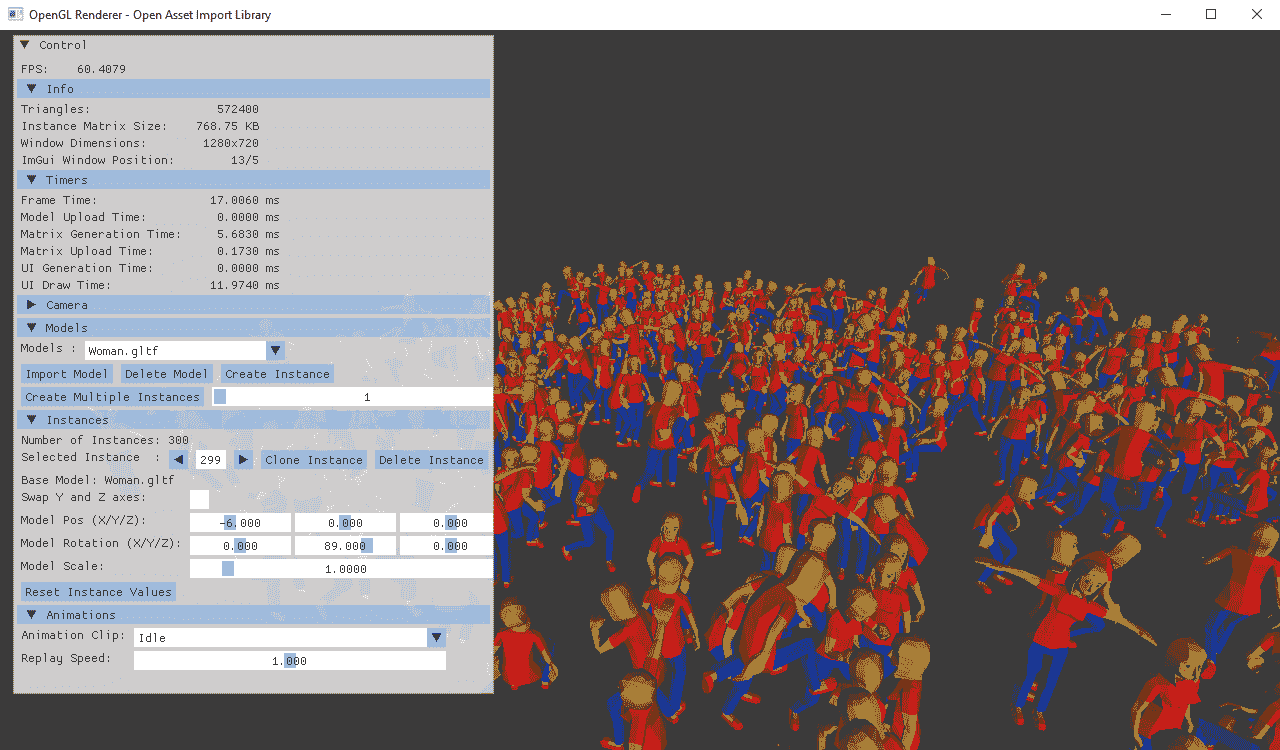 OpenGL Renderer - Open Asset Import Library
Control
FPS: 60.4079
Info
Triangles: 572400
Instance Matrix Size: 768.75 KB
Window Dimensions: 1280x720
ImGui Window Position: 13/5
Timers
Frame Time: 17.0060 ms
Model Upload Time: 0.0000 ms
Matrix Generation Time: 5.6830 ms
Matrix Upload Time: 0.1730 ms
UI Generation Time: 0.0000 ms
UI Draw Time: 11.9740 ms
Camera
Models
Models : Woman.gltf
Import Model Delete Model Create Instance
Create Multiple Instances 1
Instances
Number of Instances: 300
Selected Instance : 299 Clone Instance Delete Instance
Base Model: Woman.gltf
Swap Y and Z axes:
Model Pos (X/Y/Z): -6.000 0.000 0.000
Model Rotation (X/Y/Z): 0.000 89.000 0.000
Model Scale: 1.0000
Reset Instance Values
Animations
Animation Clip: Idle
Replay Speed: 1.000